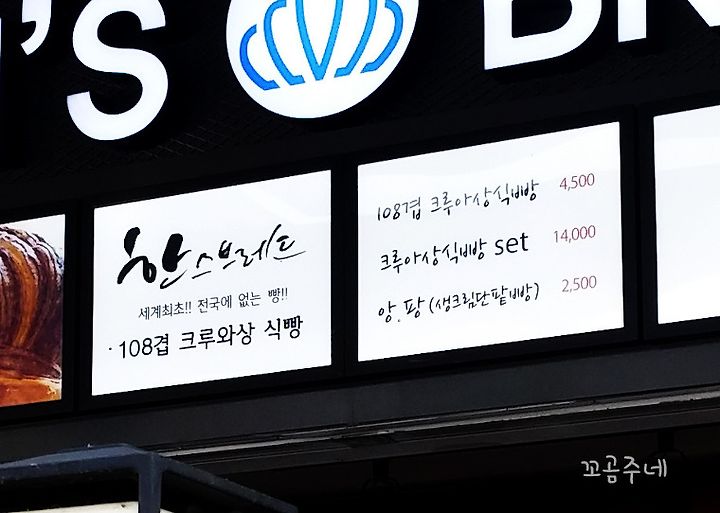 'S
한스브레드
세계최초!! 전국에 없는 빵!!
·108겹 크루와상 식빵
108겹 크루아상식빵 4,500
크루아상식빵 set 14,000
앙.팡 (생크림단팥빵) 2,500
꼬곰주네